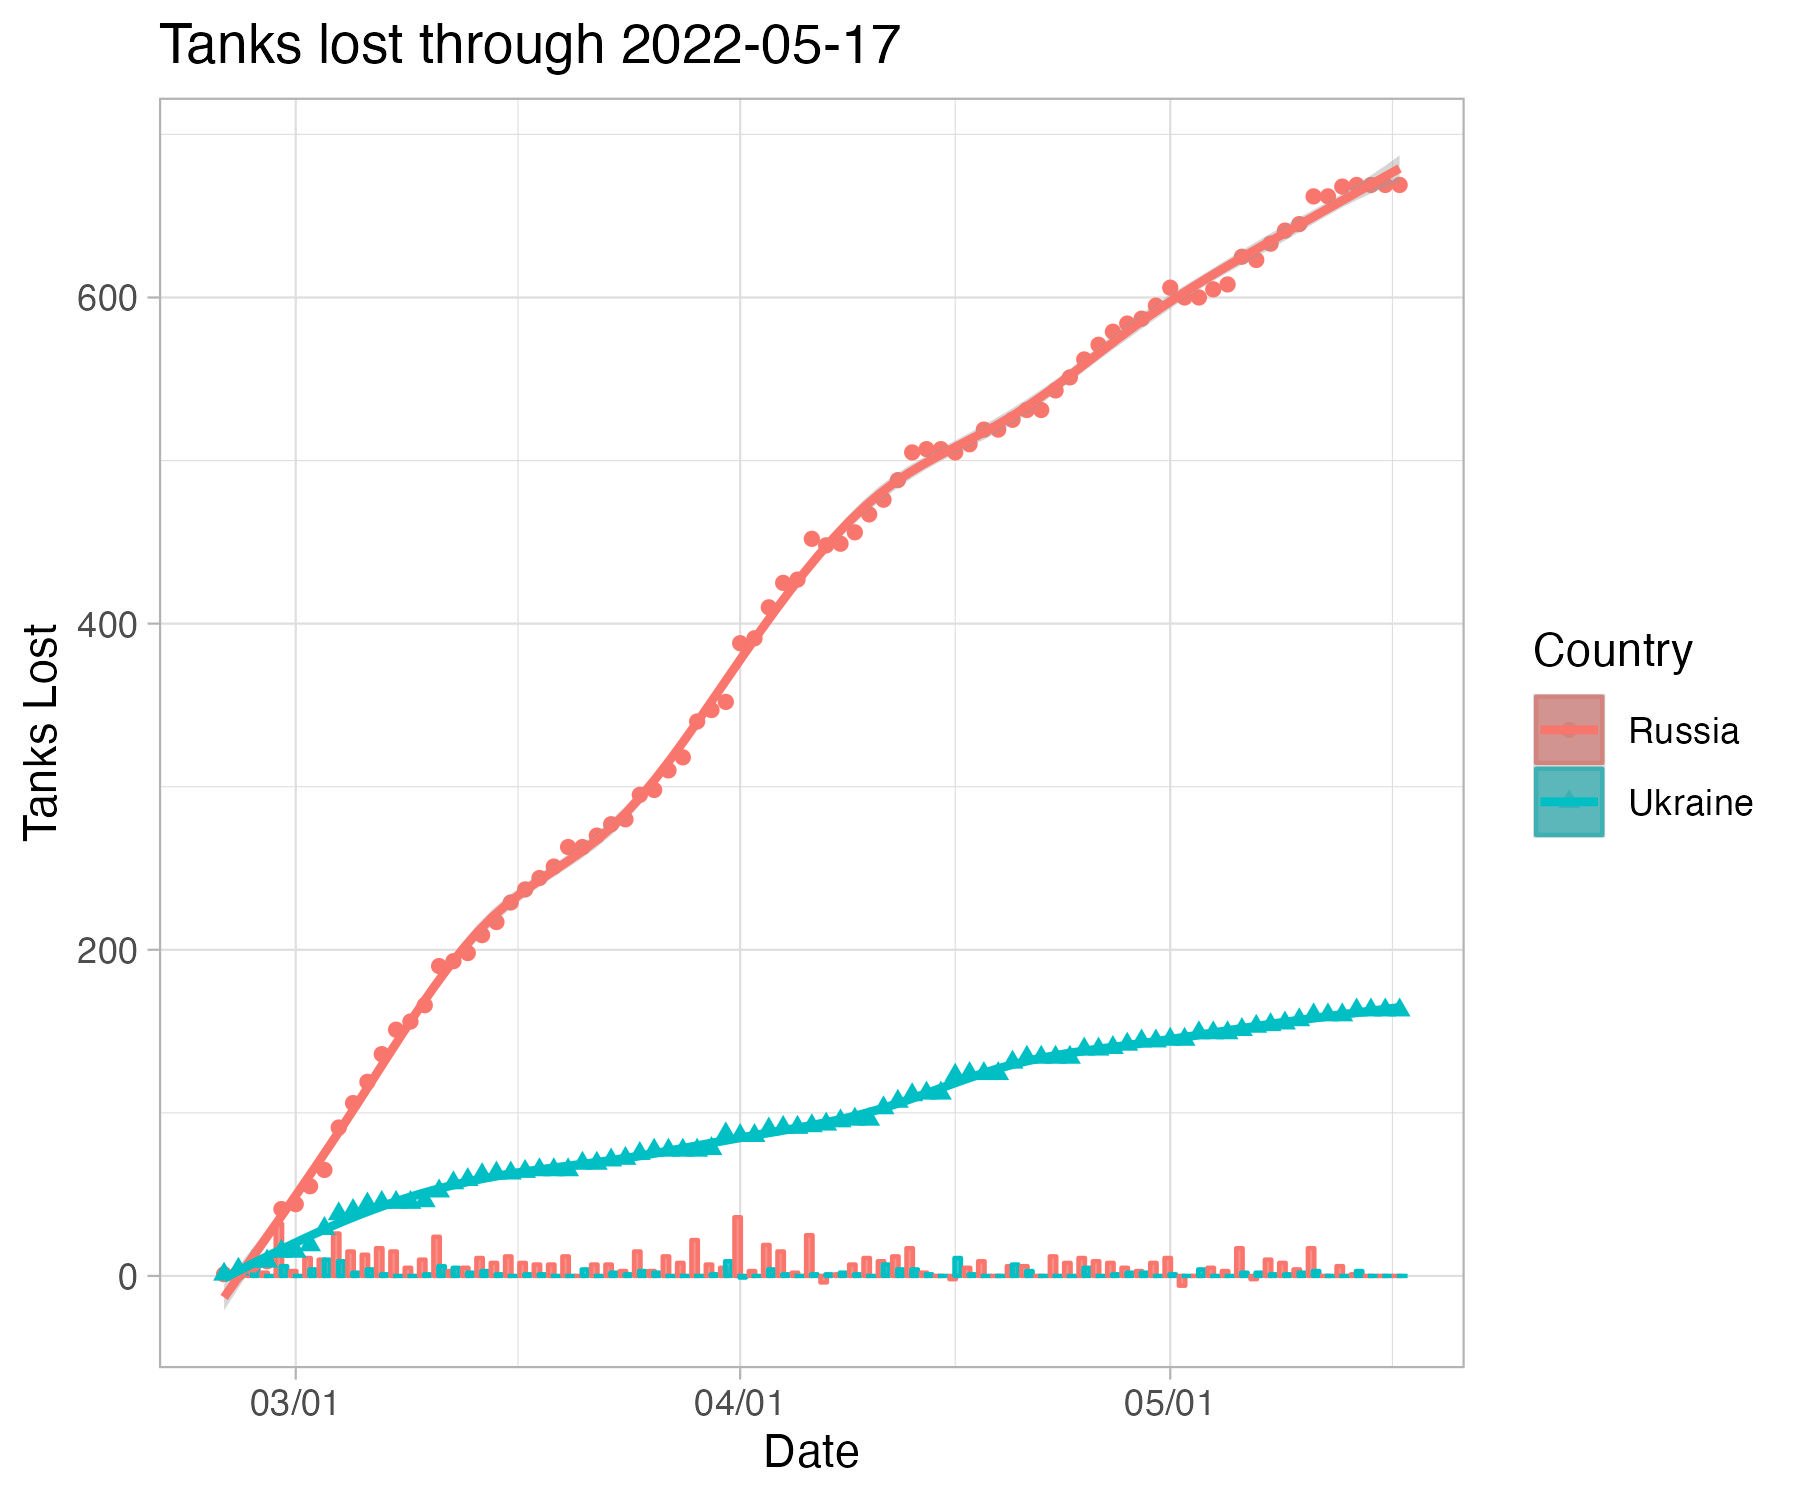 Tanks lost through 2022-05-17
Tanks Lost
600
400
200
0
03/01
04/01
05/01
Date
Country
Russia
Ukraine